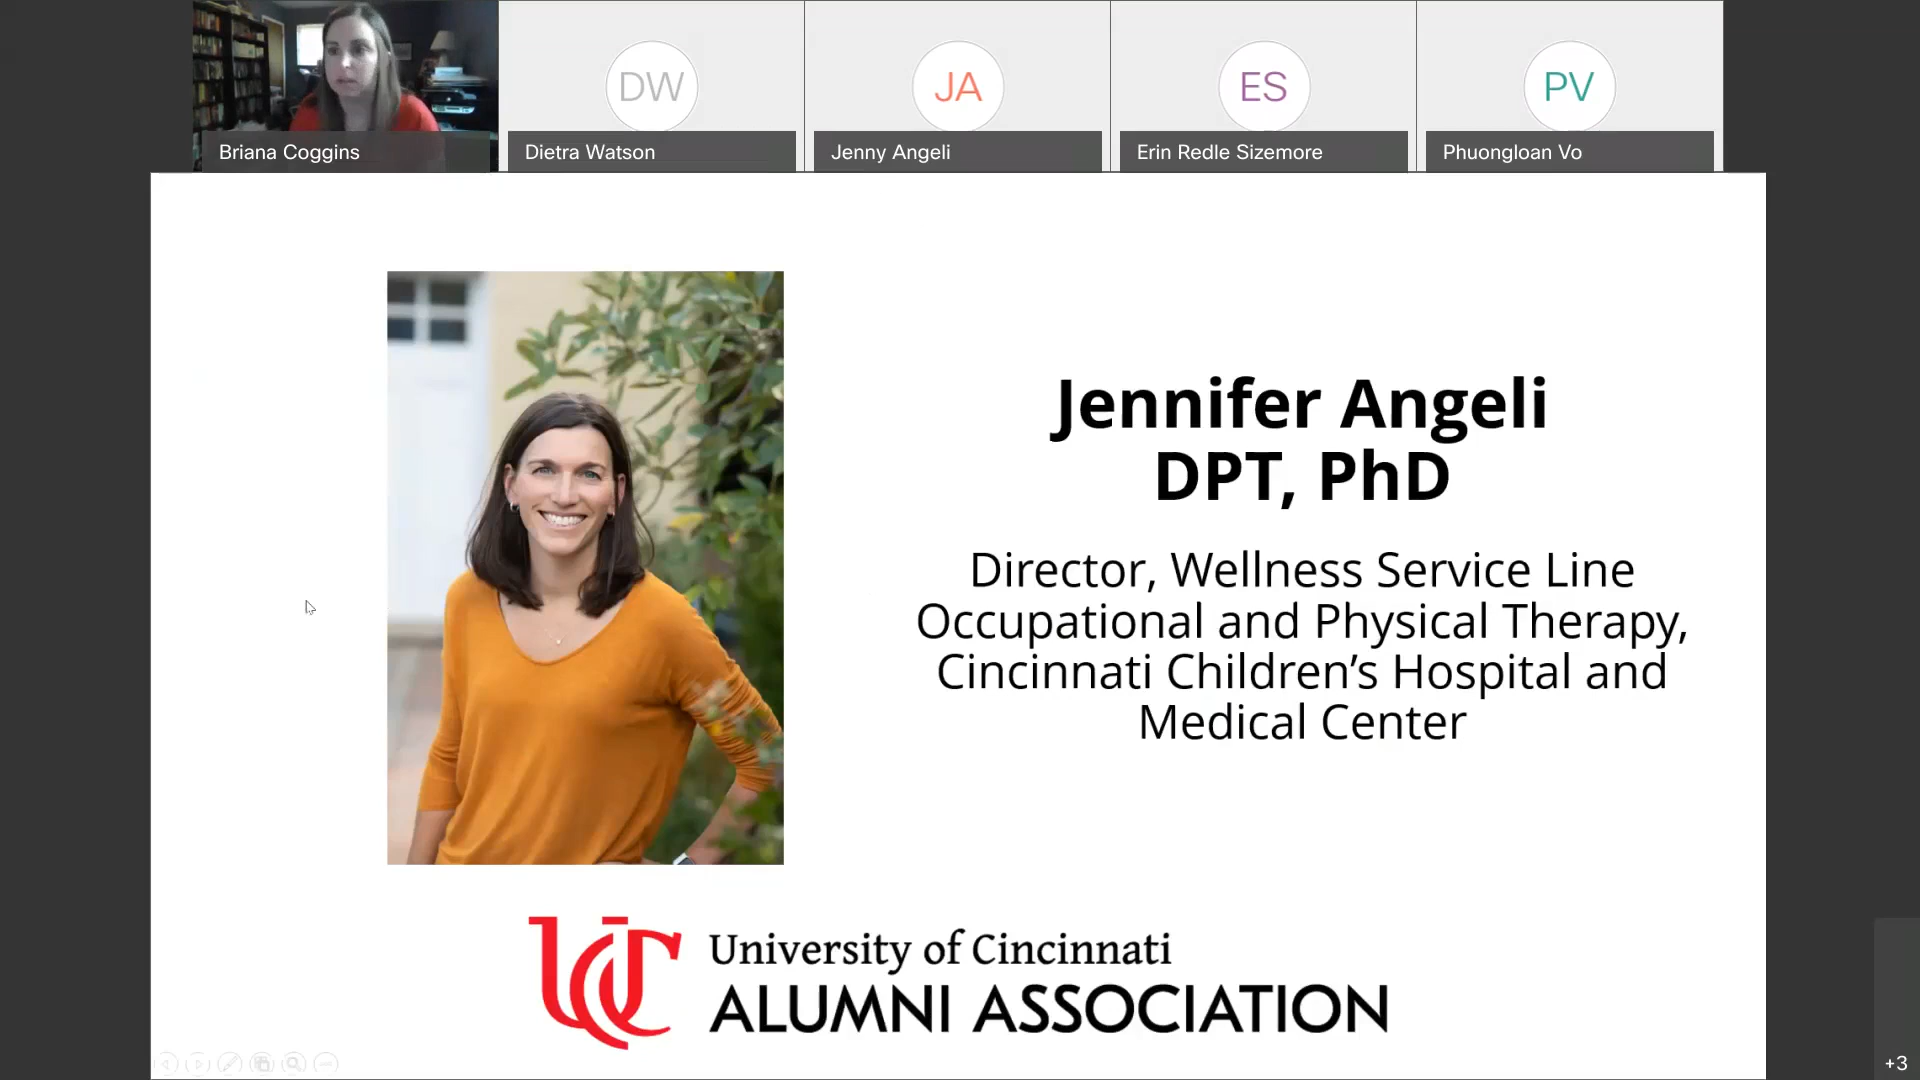 DW
JA
ES
PV
Briana Coggins
Dietra Watson
Jenny Angeli
Erin Redle Sizemore
Phuongloan Vo
Jennifer Angeli
DPT, PhD
Director, Wellness Service Line
Occupational and Physical Therapy,
Cincinnati Children’s Hospital and
Medical Center
UC
University of Cincinnati
ALUMNI ASSOCIATION
+3